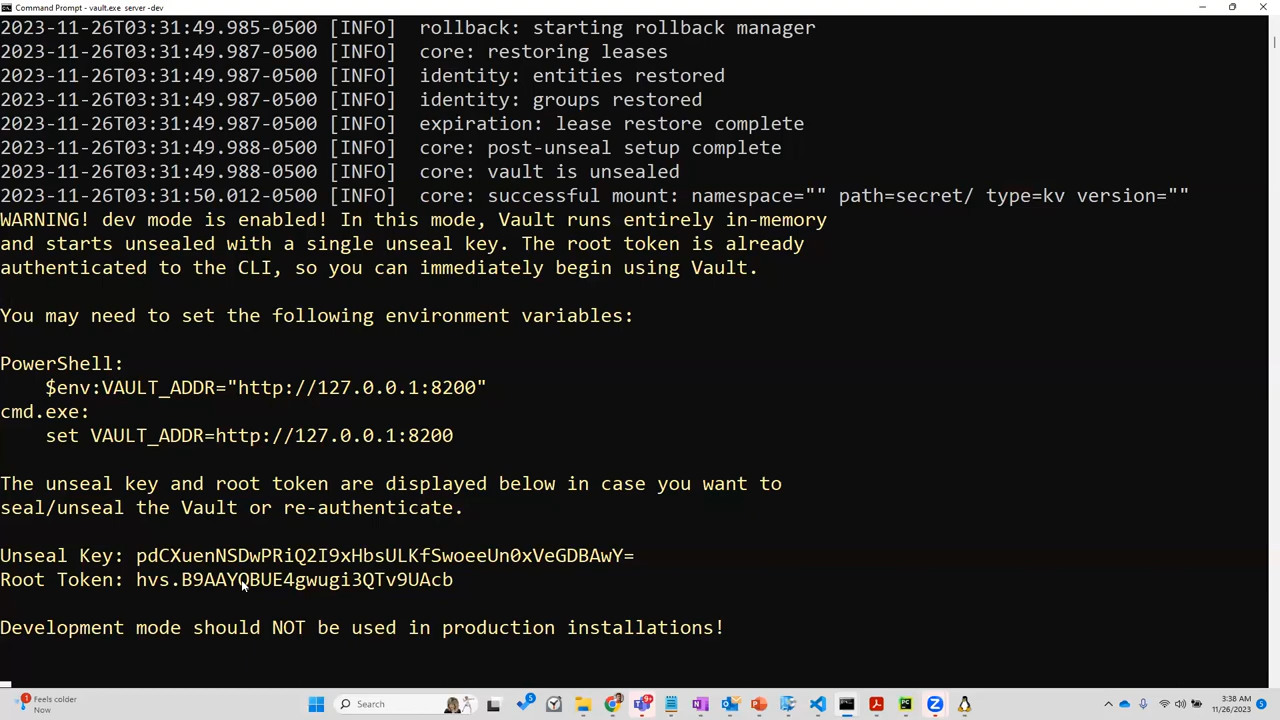 Command Prompt - vault.exe server -dev
2023-11-26T03:31:49.985-0500 [INFO]  rollback: starting rollback manager
2023-11-26T03:31:49.987-0500 [INFO]  core: restoring leases
2023-11-26T03:31:49.987-0500 [INFO]  identity: entities restored
2023-11-26T03:31:49.987-0500 [INFO]  identity: groups restored
2023-11-26T03:31:49.987-0500 [INFO]  expiration: lease restore complete
2023-11-26T03:31:49.988-0500 [INFO]  core: post-unseal setup complete
2023-11-26T03:31:49.988-0500 [INFO]  core: vault is unsealed
2023-11-26T03:31:50.012-0500 [INFO]  core: successful mount: namespace="" path=secret/ type=kv version=""
WARNING! dev mode is enabled! In this mode, Vault runs entirely in-memory
and starts unsealed with a single unseal key. The root token is already
authenticated to the CLI, so you can immediately begin using Vault.
You may need to set the following environment variables:
PowerShell:
$env:VAULT_ADDR="http://127.0.0.1:8200"
cmd.exe:
set VAULT_ADDR=http://127.0.0.1:8200
The unseal key and root token are displayed below in case you want to
seal/unseal the Vault or re-authenticate.
Unseal Key: pdCXuenNSDwPRiQ2I9xHbsULKfSwoeeUn0xVeGDBAwY=
Root Token: hvs.B9AAYQBUE4gwugi3QTv9UAcb
Development mode should NOT be used in production installations!
1
Feels colder
Now
Search
5
9+
3:38 AM
11/26/2023
5